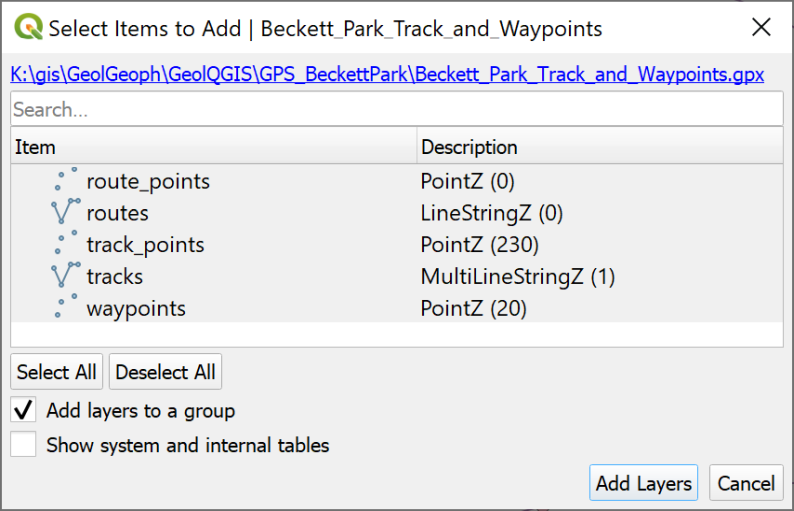 Select Items to Add | Beckett_Park_Track_and_Waypoints
K:\gis\GeolGeoph\GeolQGIS\GPS_BeckettPark\Beckett_Park_Track_and_Waypoints.gpx
Search...
Item Description
route_points PointZ (0)
routes LineStringZ (0)
track_points PointZ (230)
tracks MultiLineStringZ (1)
waypoints PointZ (20)
Select All Deselect All
Add layers to a group
Show system and internal tables
Add Layers Cancel